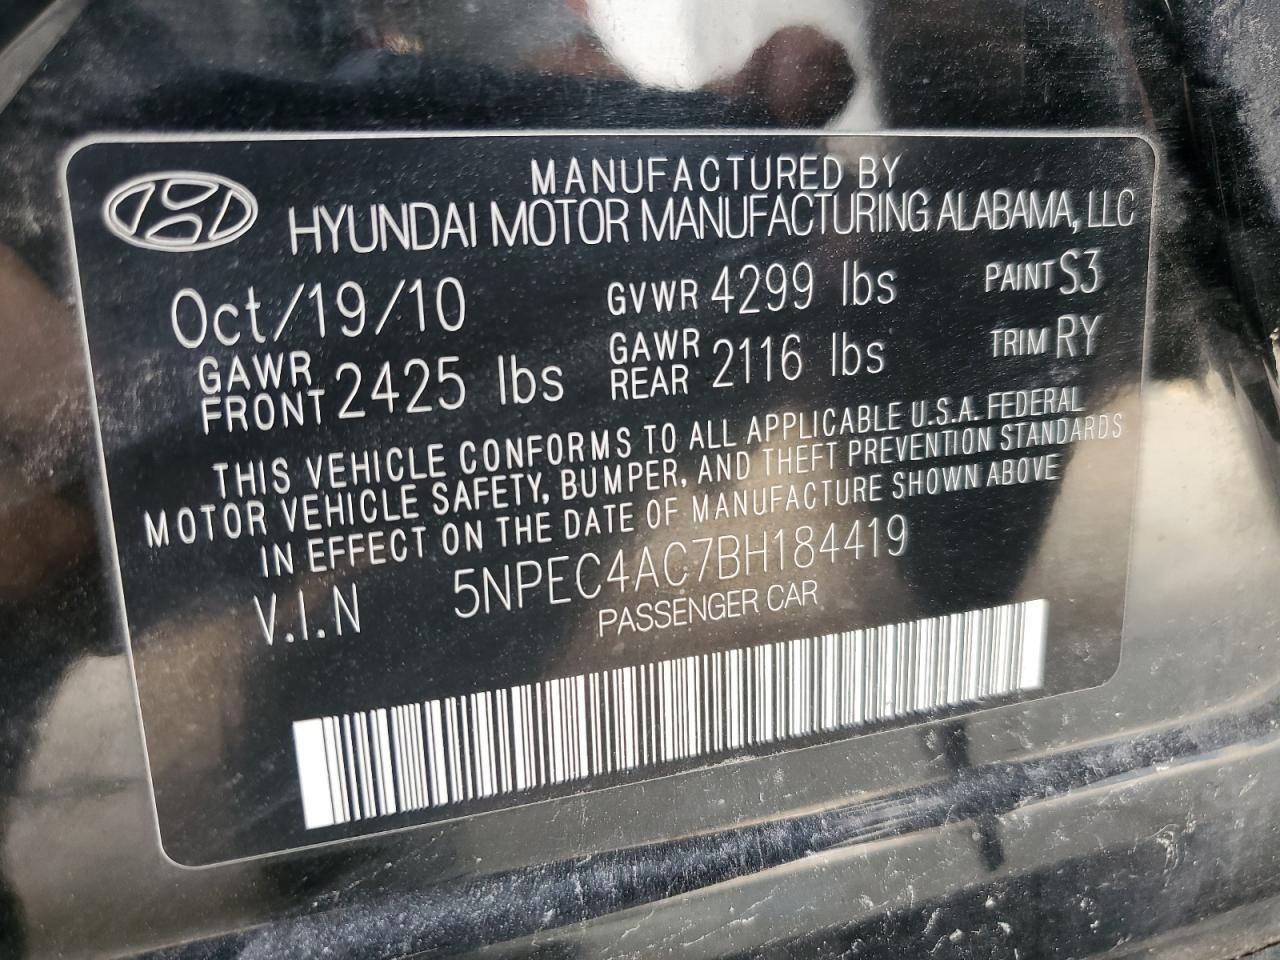 MANUFACTURED BY
HYUNDAI MOTOR MANUFACTURING ALABAMA, LLC
Oct/19/10 GVWR 4299 lbs PAINT S3
GAWR FRONT 2425 lbs GAWR REAR 2116 lbs TRIM RY
THIS VEHICLE CONFORMS TO ALL APPLICABLE U.S.A. FEDERAL
MOTOR VEHICLE SAFETY, BUMPER, AND THEFT PREVENTION STANDARDS
IN EFFECT ON THE DATE OF MANUFACTURE SHOWN ABOVE
V.I.N 5NPEC4AC7BH184419
PASSENGER CAR